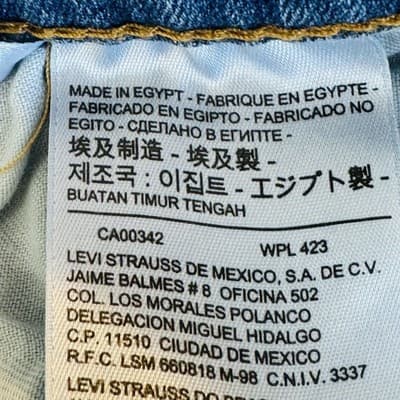 MADE IN EGYPT - FABRIQUE EN EGYPTE -
FABRICADO EN EGIPTO - FABRICADO NO
EGITO - СДЕЛАНО В ЕГИПТЕ -
埃及制造 - 埃及製 -
제조국 : 이집트 - エジプト製 -
BUATAN TIMUR TENGAH
CA00342 WPL 423
LEVI STRAUSS DE MEXICO, S.A. DE C.V.
JAIME BALMES # 8 OFICINA 502
COL. LOS MORALES POLANCO
DELEGACION MIGUEL HIDALGO
C.P. 11510 CIUDAD DE MEXICO
R.F.C. LSM 660818 M-98 C.N.I.V. 3337
LEVI STRAUSS DO